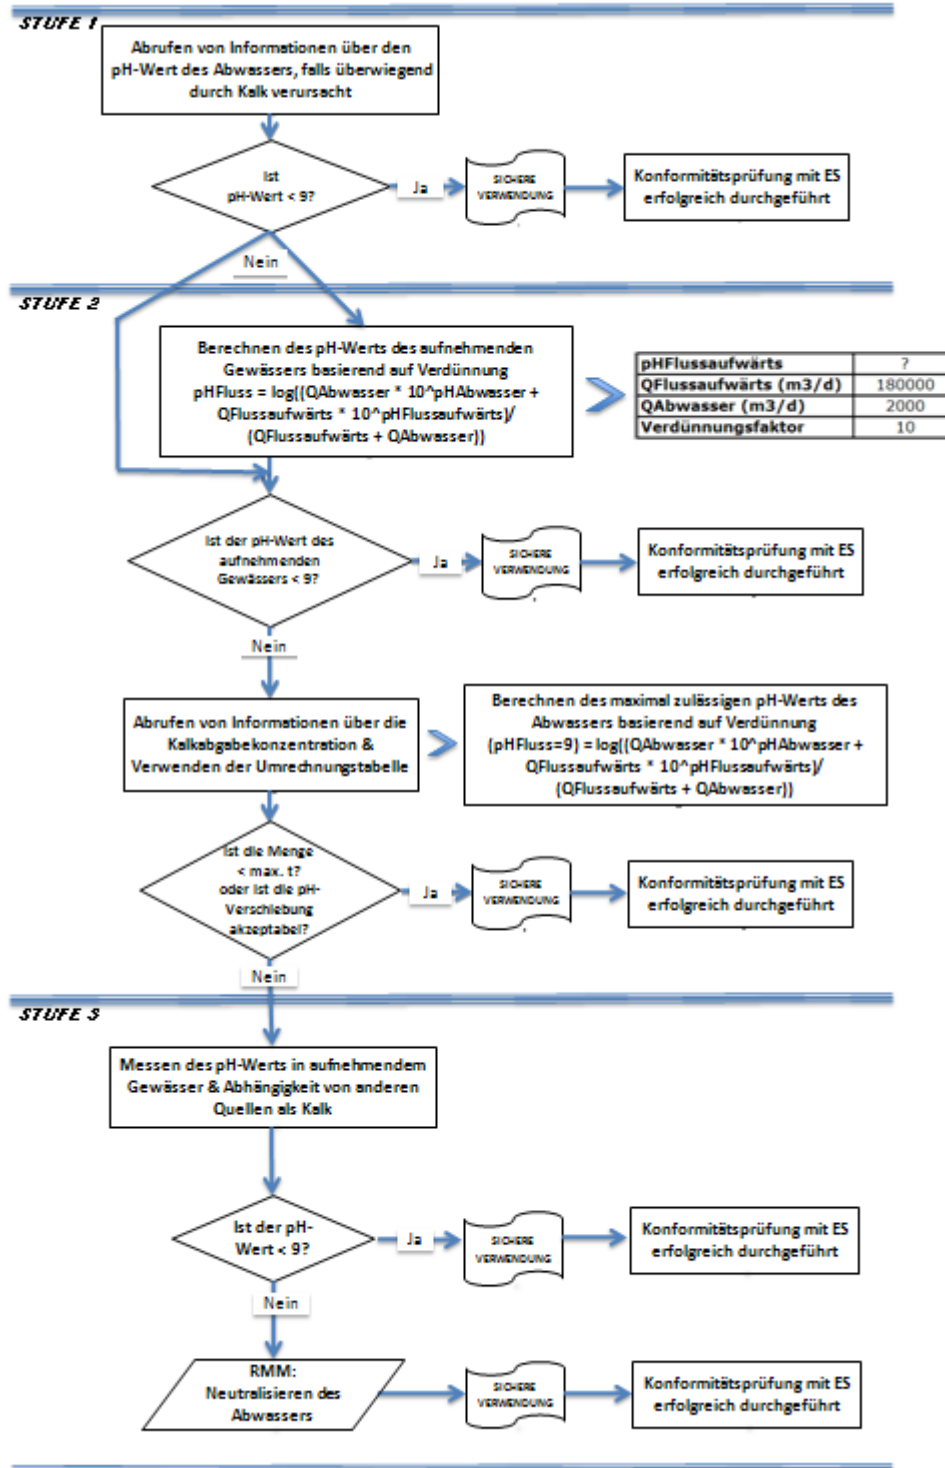 STUFE 1
Abrufen von Informationen über den
pH-Wert des Abwassers, falls überwiegend
durch Kalk verursacht
Ist
pH-Wert < 9?
Ja
SICHERE
VERWENDUNG
Konformitätsprüfung mit ES
erfolgreich durchgeführt
Nein
STUFE 2
Berechnen des pH-Werts des aufnehmenden
Gewässers basierend auf Verdünnung
pHFluss = log((QAbwasser * 10^pHAbwasser +
QFlussaufwärts * 10^pHFlussaufwärts)/
(QFlussaufwärts + QAbwasser))
pHFlussaufwärts ?
QFlussaufwärts (m3/d) 180000
QAbwasser (m3/d) 2000
Verdünnungsfaktor 10
Ist der pH-Wert des
aufnehmenden
Gewässers < 9?
Ja
SICHERE
VERWENDUNG
Konformitätsprüfung mit ES
erfolgreich durchgeführt
Nein
Abrufen von Informationen über die
Kalkabgabekonzentration &
Verwenden der Umrechnungstabelle
Berechnen des maximal zulässigen pH-Werts des
Abwassers basierend auf Verdünnung
(pHFluss=9) = log((QAbwasser * 10^pHAbwasser +
QFlussaufwärts * 10^pHFlussaufwärts)/
(QFlussaufwärts + QAbwasser))
Ist die Menge
< max. t?
oder ist die pH-
Verschiebung
akzeptabel?
Ja
SICHERE
VERWENDUNG
Konformitätsprüfung mit ES
erfolgreich durchgeführt
Nein
STUFE 3
Messen des pH-Werts in aufnehmendem
Gewässer & Abhängigkeit von anderen
Quellen als Kalk
Ist der pH-
Wert < 9?
Ja
SICHERE
VERWENDUNG
Konformitätsprüfung mit ES
erfolgreich durchgeführt
Nein
RMM:
Neutralisieren des
Abwassers
SICHERE
VERWENDUNG
Konformitätsprüfung mit ES
erfolgreich durchgeführt